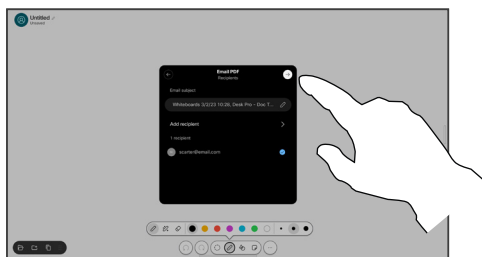 Untitled
Unsaved
Email PDF
Recipients
Email subject
Whiteboards 3/2/23 10:28, Desk Pro - Doc T...
Add recipient
1 recipient
scarter@email.com